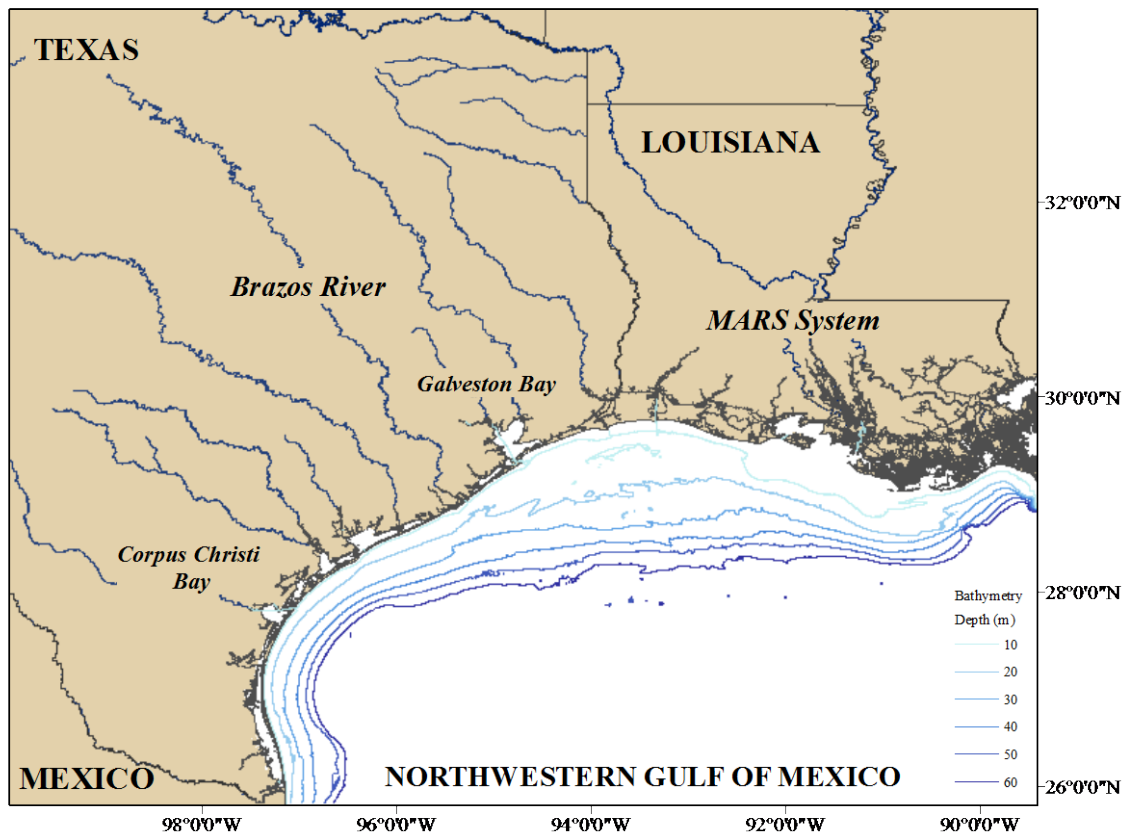 TEXAS
LOUISIANA
32°0'0"N
Brazos River
MARS System
Galveston Bay
30°0'0"N
Corpus Christi
Bay
28°0'0"N
Bathymetry
Depth (m)
10
20
30
40
50
60
MEXICO
NORTHWESTERN GULF OF MEXICO
26°0'0"N
98°0'0"W
96°0'0"W
94°0'0"W
92°0'0"W
90°0'0"W